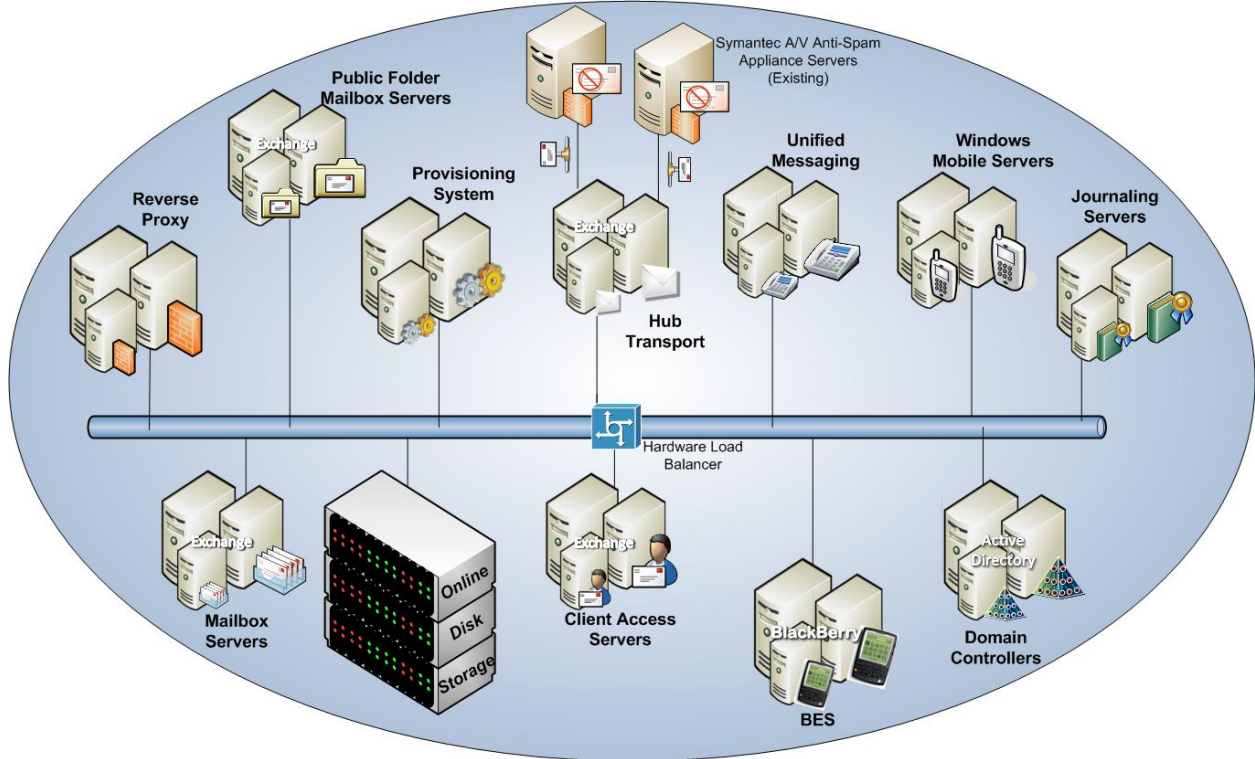 Symantec A/V Anti-Spam
Appliance Servers
(Existing)
Public Folder
Mailbox Servers
Exchange
Reverse
Proxy
Provisioning
System
Exchange
Hub
Transport
Unified
Messaging
Windows
Mobile Servers
Journaling
Servers
Hardware Load
Balancer
Exchange
Mailbox
Servers
Online
Disk
Storage
Exchange
Client Access
Servers
BlackBerry
BES
Active
Directory
Domain
Controllers